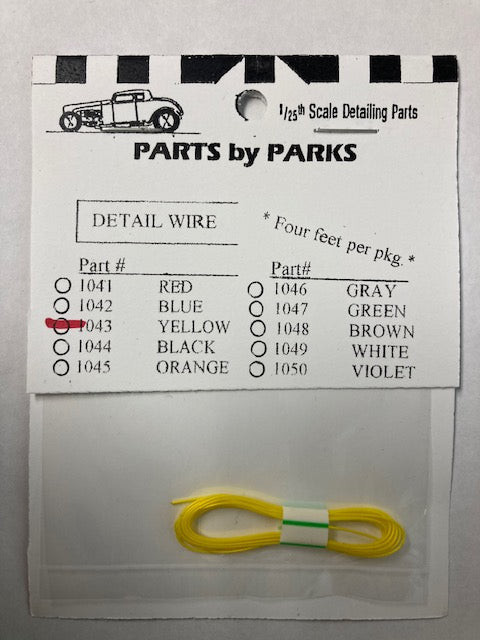 1/25th Scale Detailing Parts
PARTS by PARKS
DETAIL WIRE
* Four feet per pkg. *
Part #
1041 RED
1042 BLUE
1043 YELLOW
1044 BLACK
1045 ORANGE
Part#
1046 GRAY
1047 GREEN
1048 BROWN
1049 WHITE
1050 VIOLET